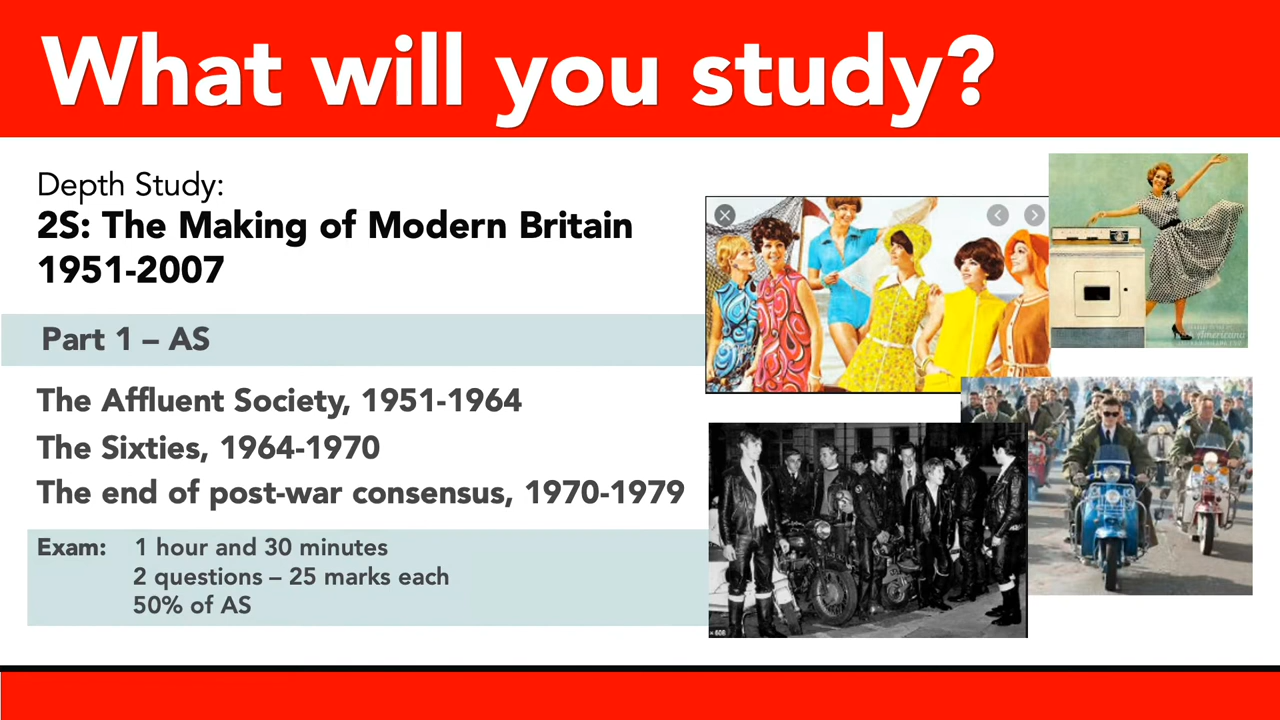 What will you study?
Depth Study:
2S: The Making of Modern Britain
1951-2007
Part 1 – AS
The Affluent Society, 1951-1964
The Sixties, 1964-1970
The end of post-war consensus, 1970-1979
Exam: 1 hour and 30 minutes
2 questions – 25 marks each
50% of AS
× 608